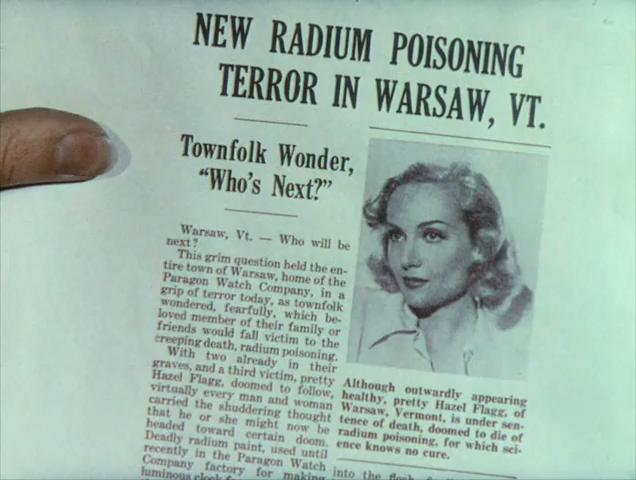 NEW RADIUM POISONING
TERROR IN WARSAW, VT.
Townfolk Wonder,
"Who's Next?"
Warsaw, Vt. — Who will be
next?
This grim question held the en-
tire town of Warsaw, home of the
Paragon Watch Company, in a
grip of terror today, as townfolk
wondered, fearfully, which be-
loved member of their family or
friends would fall victim to the
creeping death, radium poisoning.
With two already in their
graves, and a third victim, pretty
Hazel Flagg, doomed to follow,
virtually every man and woman
carried the shuddering thought
that he or she might now be
headed toward certain doom.
Deadly radium paint, used until
recently in the Paragon Watch
Company factory for making
luminous clock
Although outwardly appearing
healthy, pretty Hazel Flagg, of
Warsaw, Vermont, is under sen-
tence of death, doomed to die of
radium poisoning, for which sci-
ence knows no cure.
into the flesh